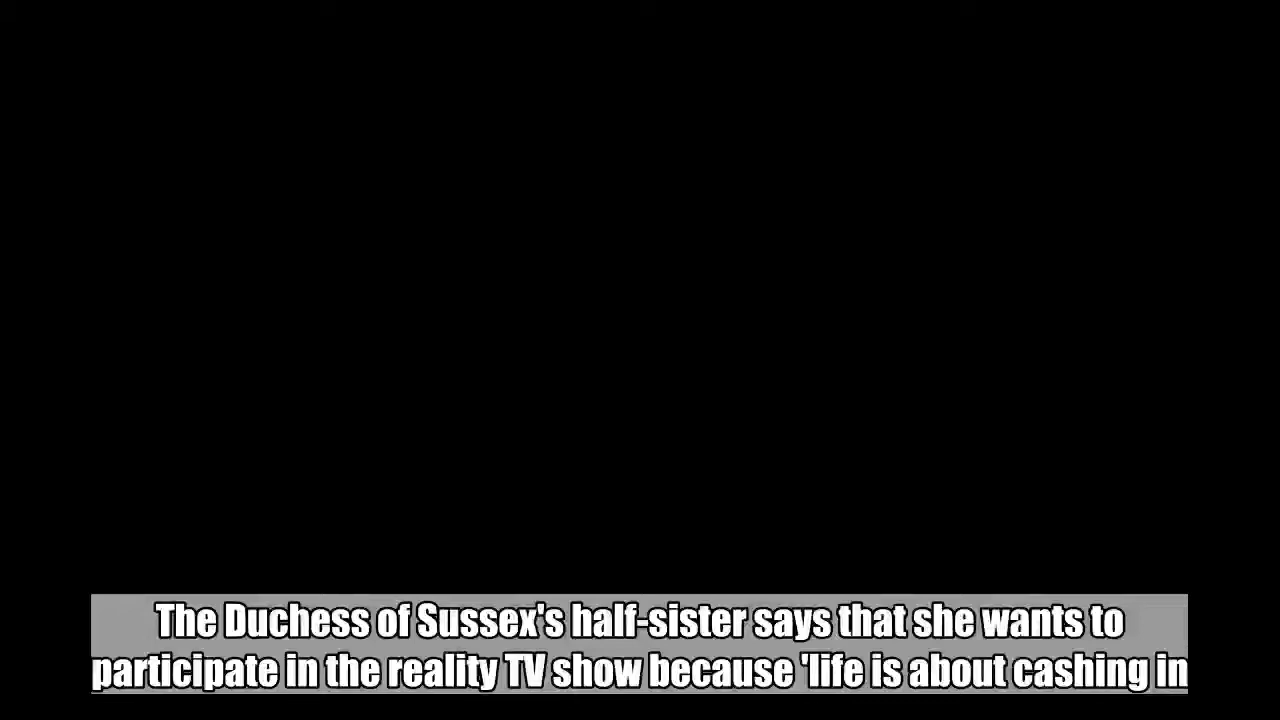 The Duchess of Sussex's half-sister says that she wants to
participate in the reality TV show because 'life is about cashing in